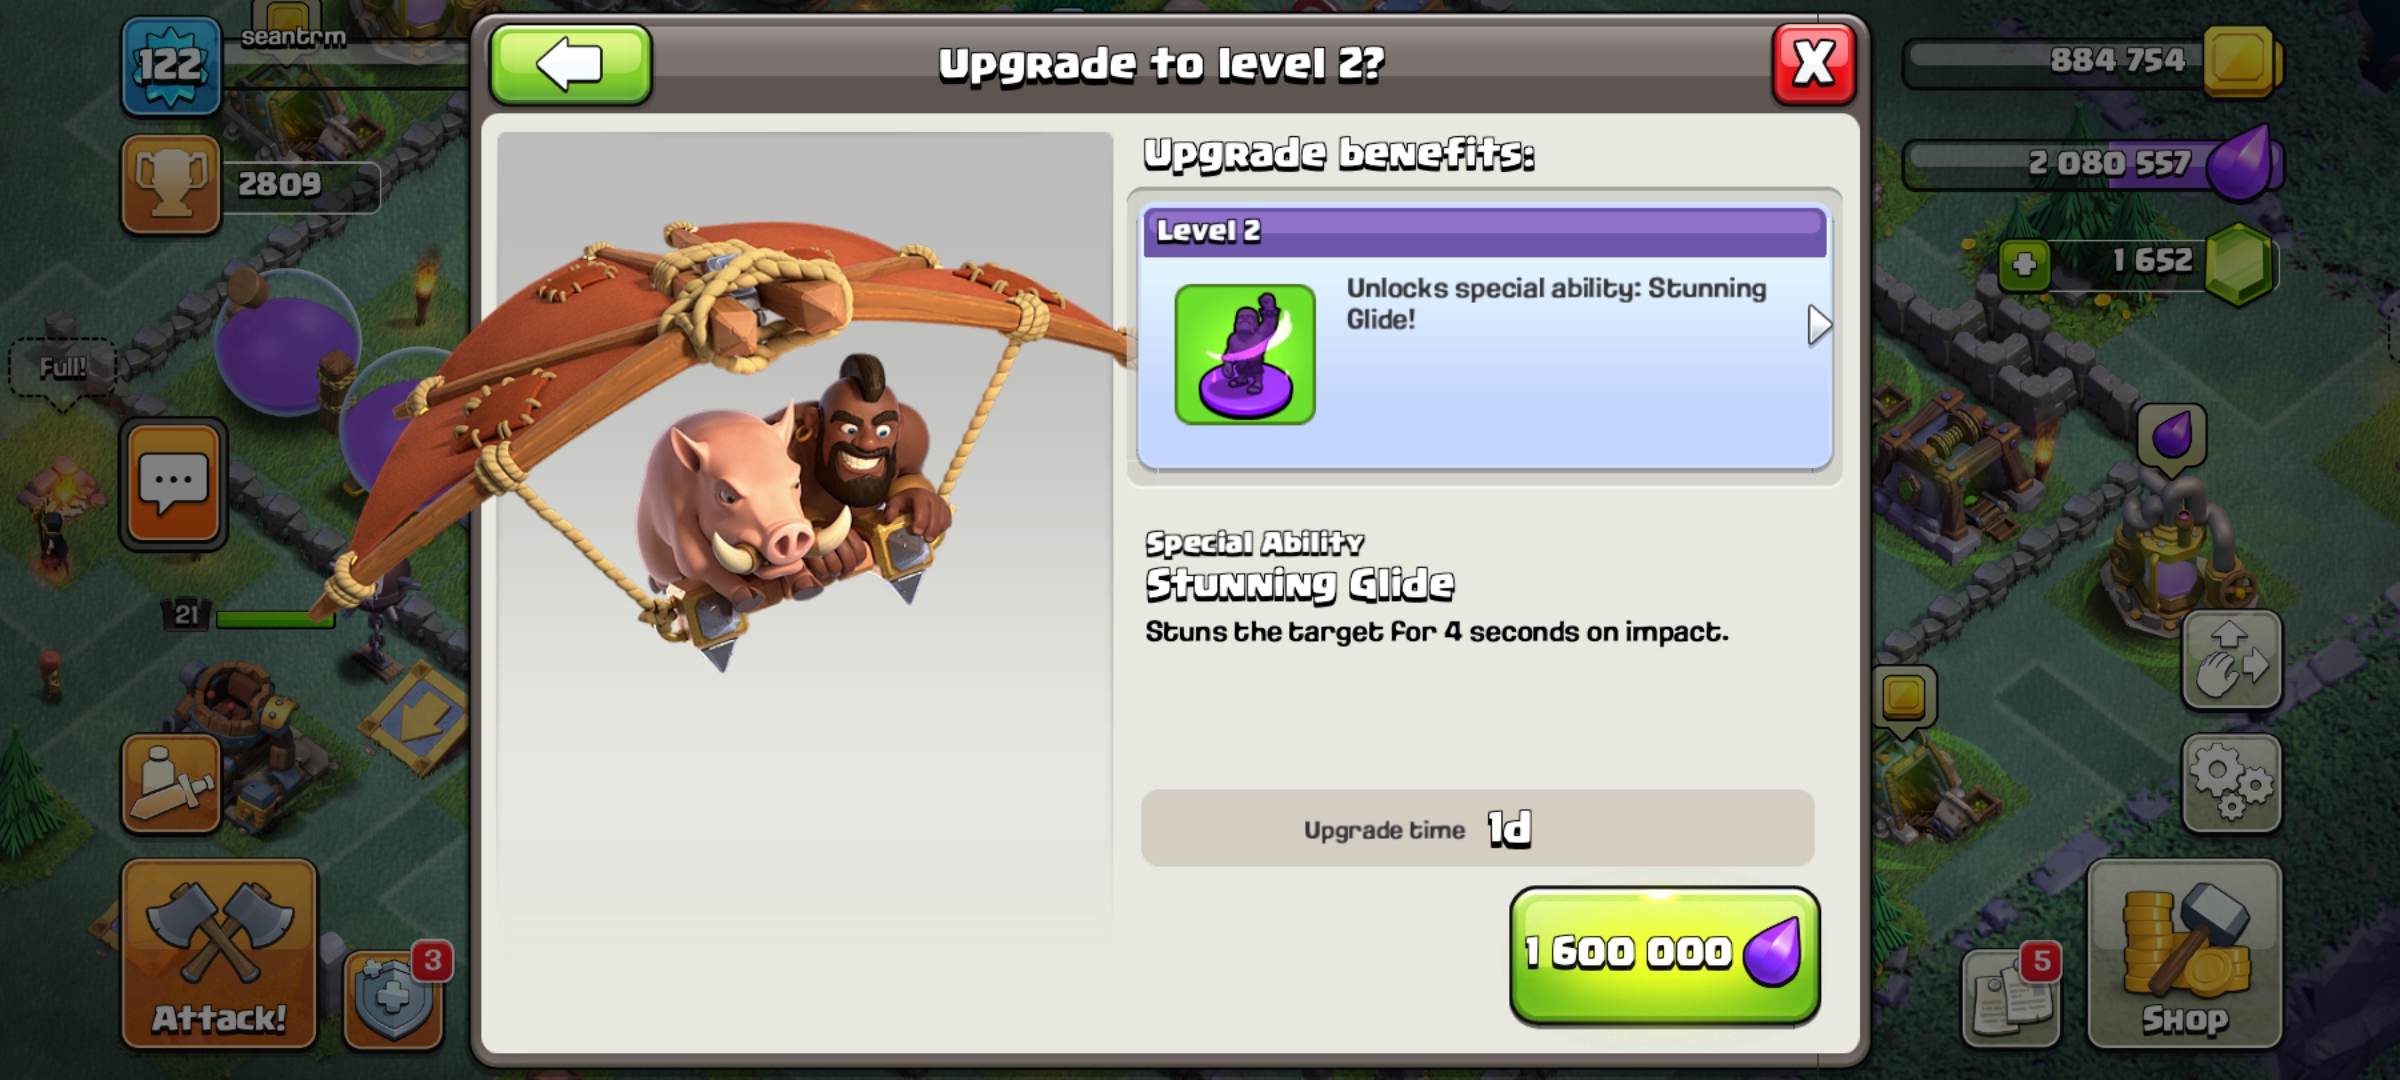 122
seantrm
2809
Full!
21
Attack!
3
Upgrade to level 2?
X
Upgrade benefits:
Level 2
Unlocks special ability: Stunning
Glide!
Special Ability
Stunning Glide
Stuns the target for 4 seconds on impact.
Upgrade time 1d
1 600 000
884 754
2 080 557
1 652
5
Shop